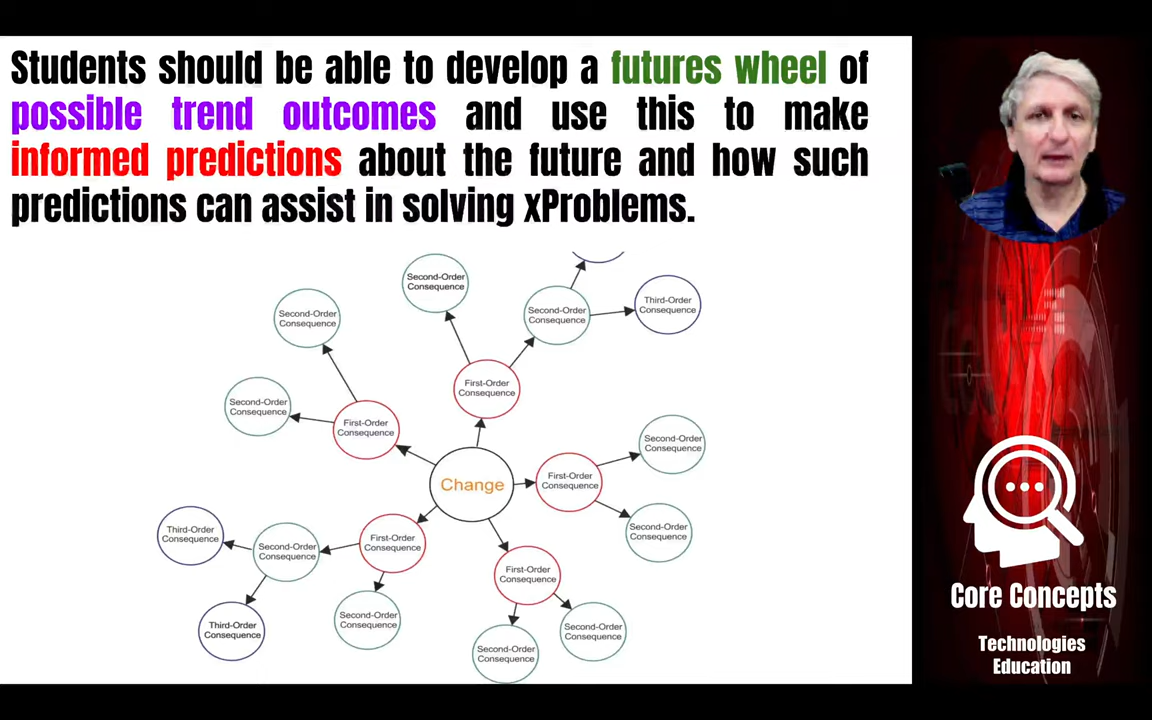 Students should be able to develop a futures wheel of
possible trend outcomes and use this to make
informed predictions about the future and how such
predictions can assist in solving xProblems.
Second-Order
Consequence
Second-Order
Consequence
Third-Order
Consequence
Second-Order
Consequence
Second-Order
Consequence
First-Order
Consequence
Second-Order
Consequence
First-Order
Consequence
Second-Order
Consequence
Change
First-Order
Consequence
Second-Order
Consequence
Third-Order
Consequence
Second-Order
Consequence
First-Order
Consequence
First-Order
Consequence
Third-Order
Consequence
Second-Order
Consequence
Second-Order
Consequence
Second-Order
Consequence
Core Concepts
Technologies
Education